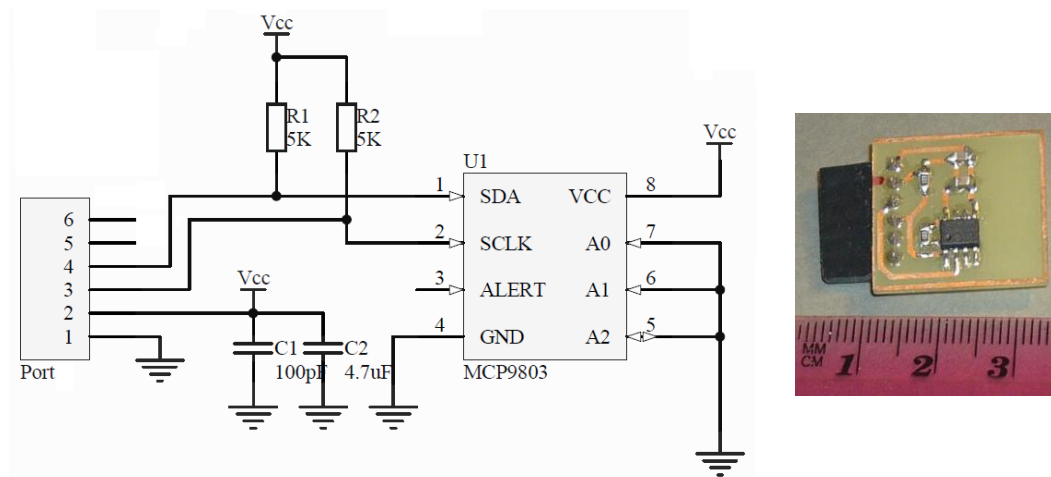 Vcc
R1
5K
R2
5K
Vcc
U1
1
SDA
VCC
8
2
SCLK
A0
7
3
ALERT
A1
6
4
GND
A2
5
MCP9803
6
5
4
3
2
1
Port
Vcc
C1
100pF
C2
4.7uF
MM
CM
1
2
3